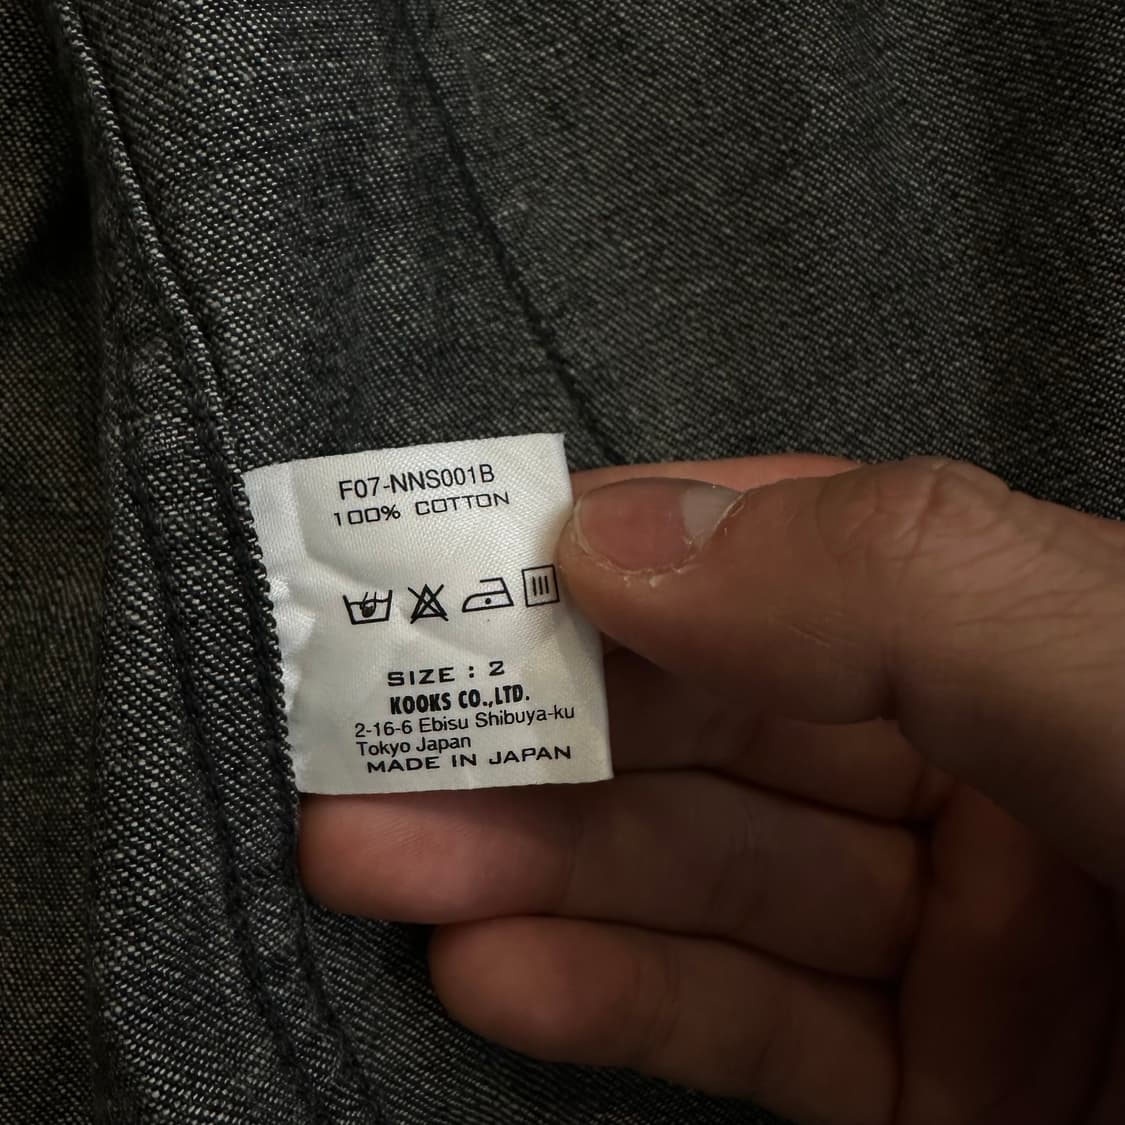 F07-NNS001B
100% COTTON
SIZE : 2
KOOKS CO.,LTD.
2-16-6 Ebisu Shibuya-ku
Tokyo Japan
MADE IN JAPAN